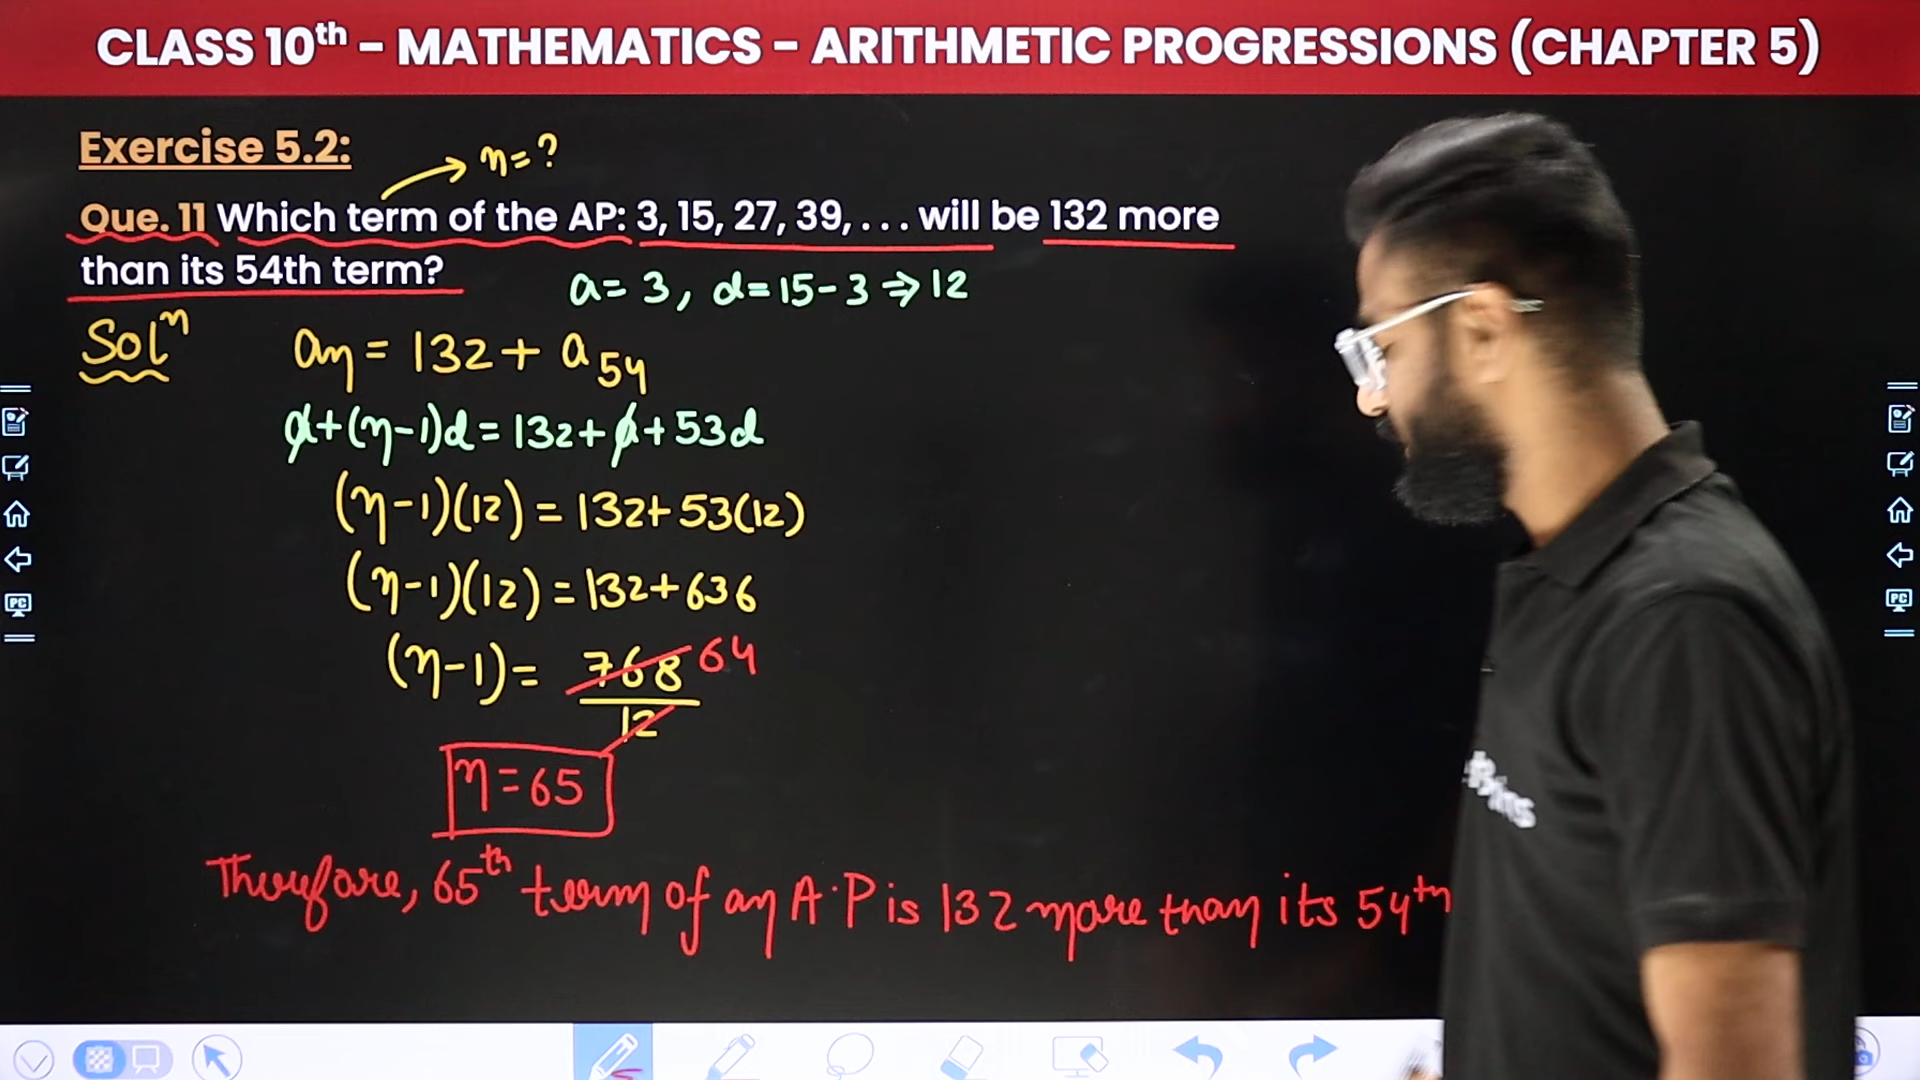 CLASS 10th - MATHEMATICS - ARITHMETIC PROGRESSIONS (CHAPTER 5)
Exercise 5.2:
n=?
Que. 11 Which term of the AP: 3, 15, 27, 39, . . . will be 132 more
than its 54th term?
a= 3, d=15-3⇒12
Solⁿ
an = 132 + a54
a+(n-1)d=132+a+53d
(n-1)(12)=132+53(12)
(n-1)(12)=132+636
(n-1)= 768/12 64
n=65
Therefore, 65th term of an A.P is 132 more than its 54th
PC
PC